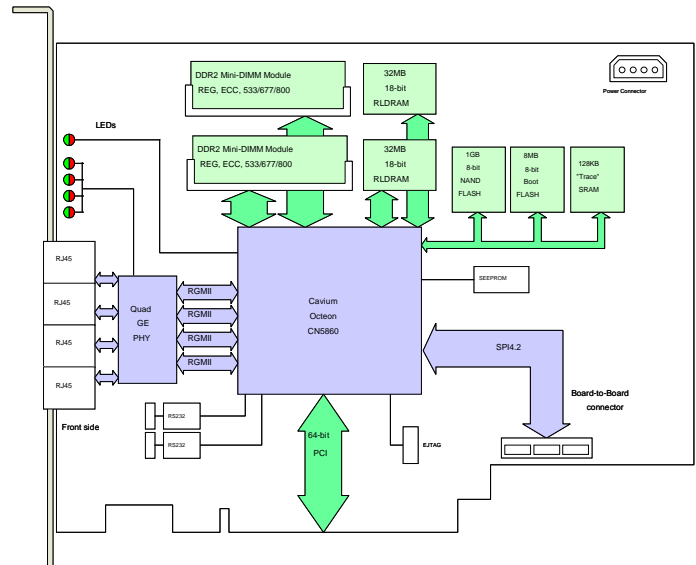 DDR2 Mini-DIMM Module
REG, ECC, 533/677/800
32MB
18-bit
RLDRAM
Power Connector
LEDs
DDR2 Mini-DIMM Module
REG, ECC, 533/677/800
32MB
18-bit
RLDRAM
1GB
8-bit
NAND
FLASH
8MB
8-bit
Boot
FLASH
128KB
"Trace"
SRAM
RJ45
RJ45
RJ45
RJ45
Quad
GE
PHY
RGMII
RGMII
RGMII
RGMII
Cavium
Octeon
CN5860
SEEPROM
SPI4.2
Board-to-Board
connector
Front side
RS232
RS232
64-bit
PCI
EJTAG